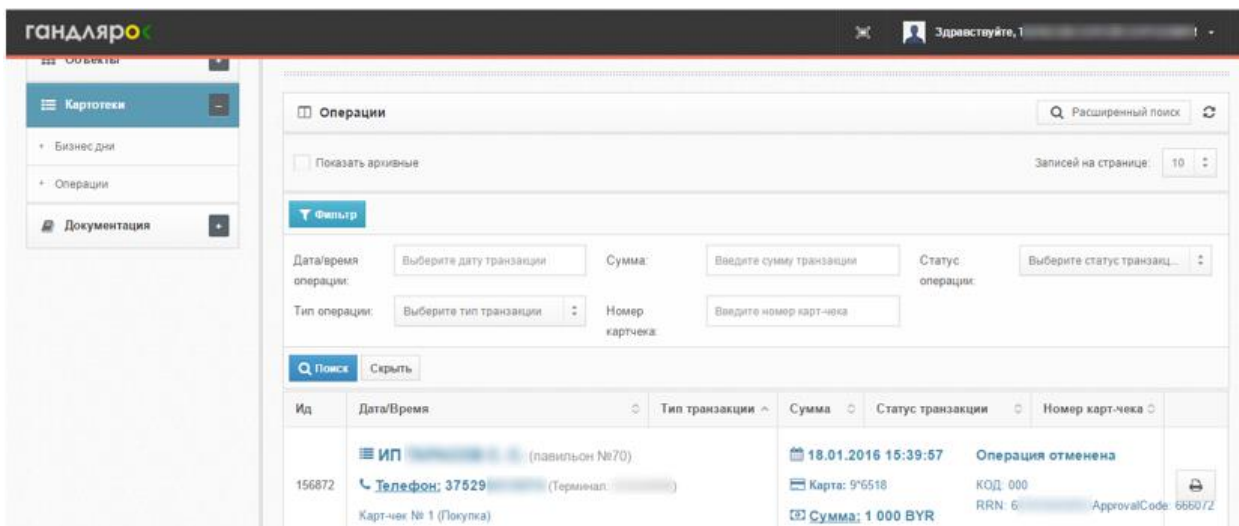 гандлярок
Здравствуйте,
Объекты
Картотеки
Бизнес дни
Операции
Документация
Операции
Расширенный поиск
Показать архивные
Записей на странице: 10
Фильтр
Дата/время операции:
Выберите дату транзакции
Сумма:
Введите сумму транзакции
Статус операции:
Выберите статус транзакц...
Тип операции:
Выберите тип транзакции
Номер картчека:
Введите номер карт-чека
Поиск Скрыть
Ид Дата/Время Тип транзакции Сумма Статус транзакции Номер карт-чека
156872
ИП (павильон №70)
Телефон: 37529 (Терминал: )
Карт-чек № 1 (Покупка)
18.01.2016 15:39:57
Карта: 9*6518
Сумма: 1 000 BYR
Операция отменена
КОД: 000
RRN: 6 ApprovalCode: 666072